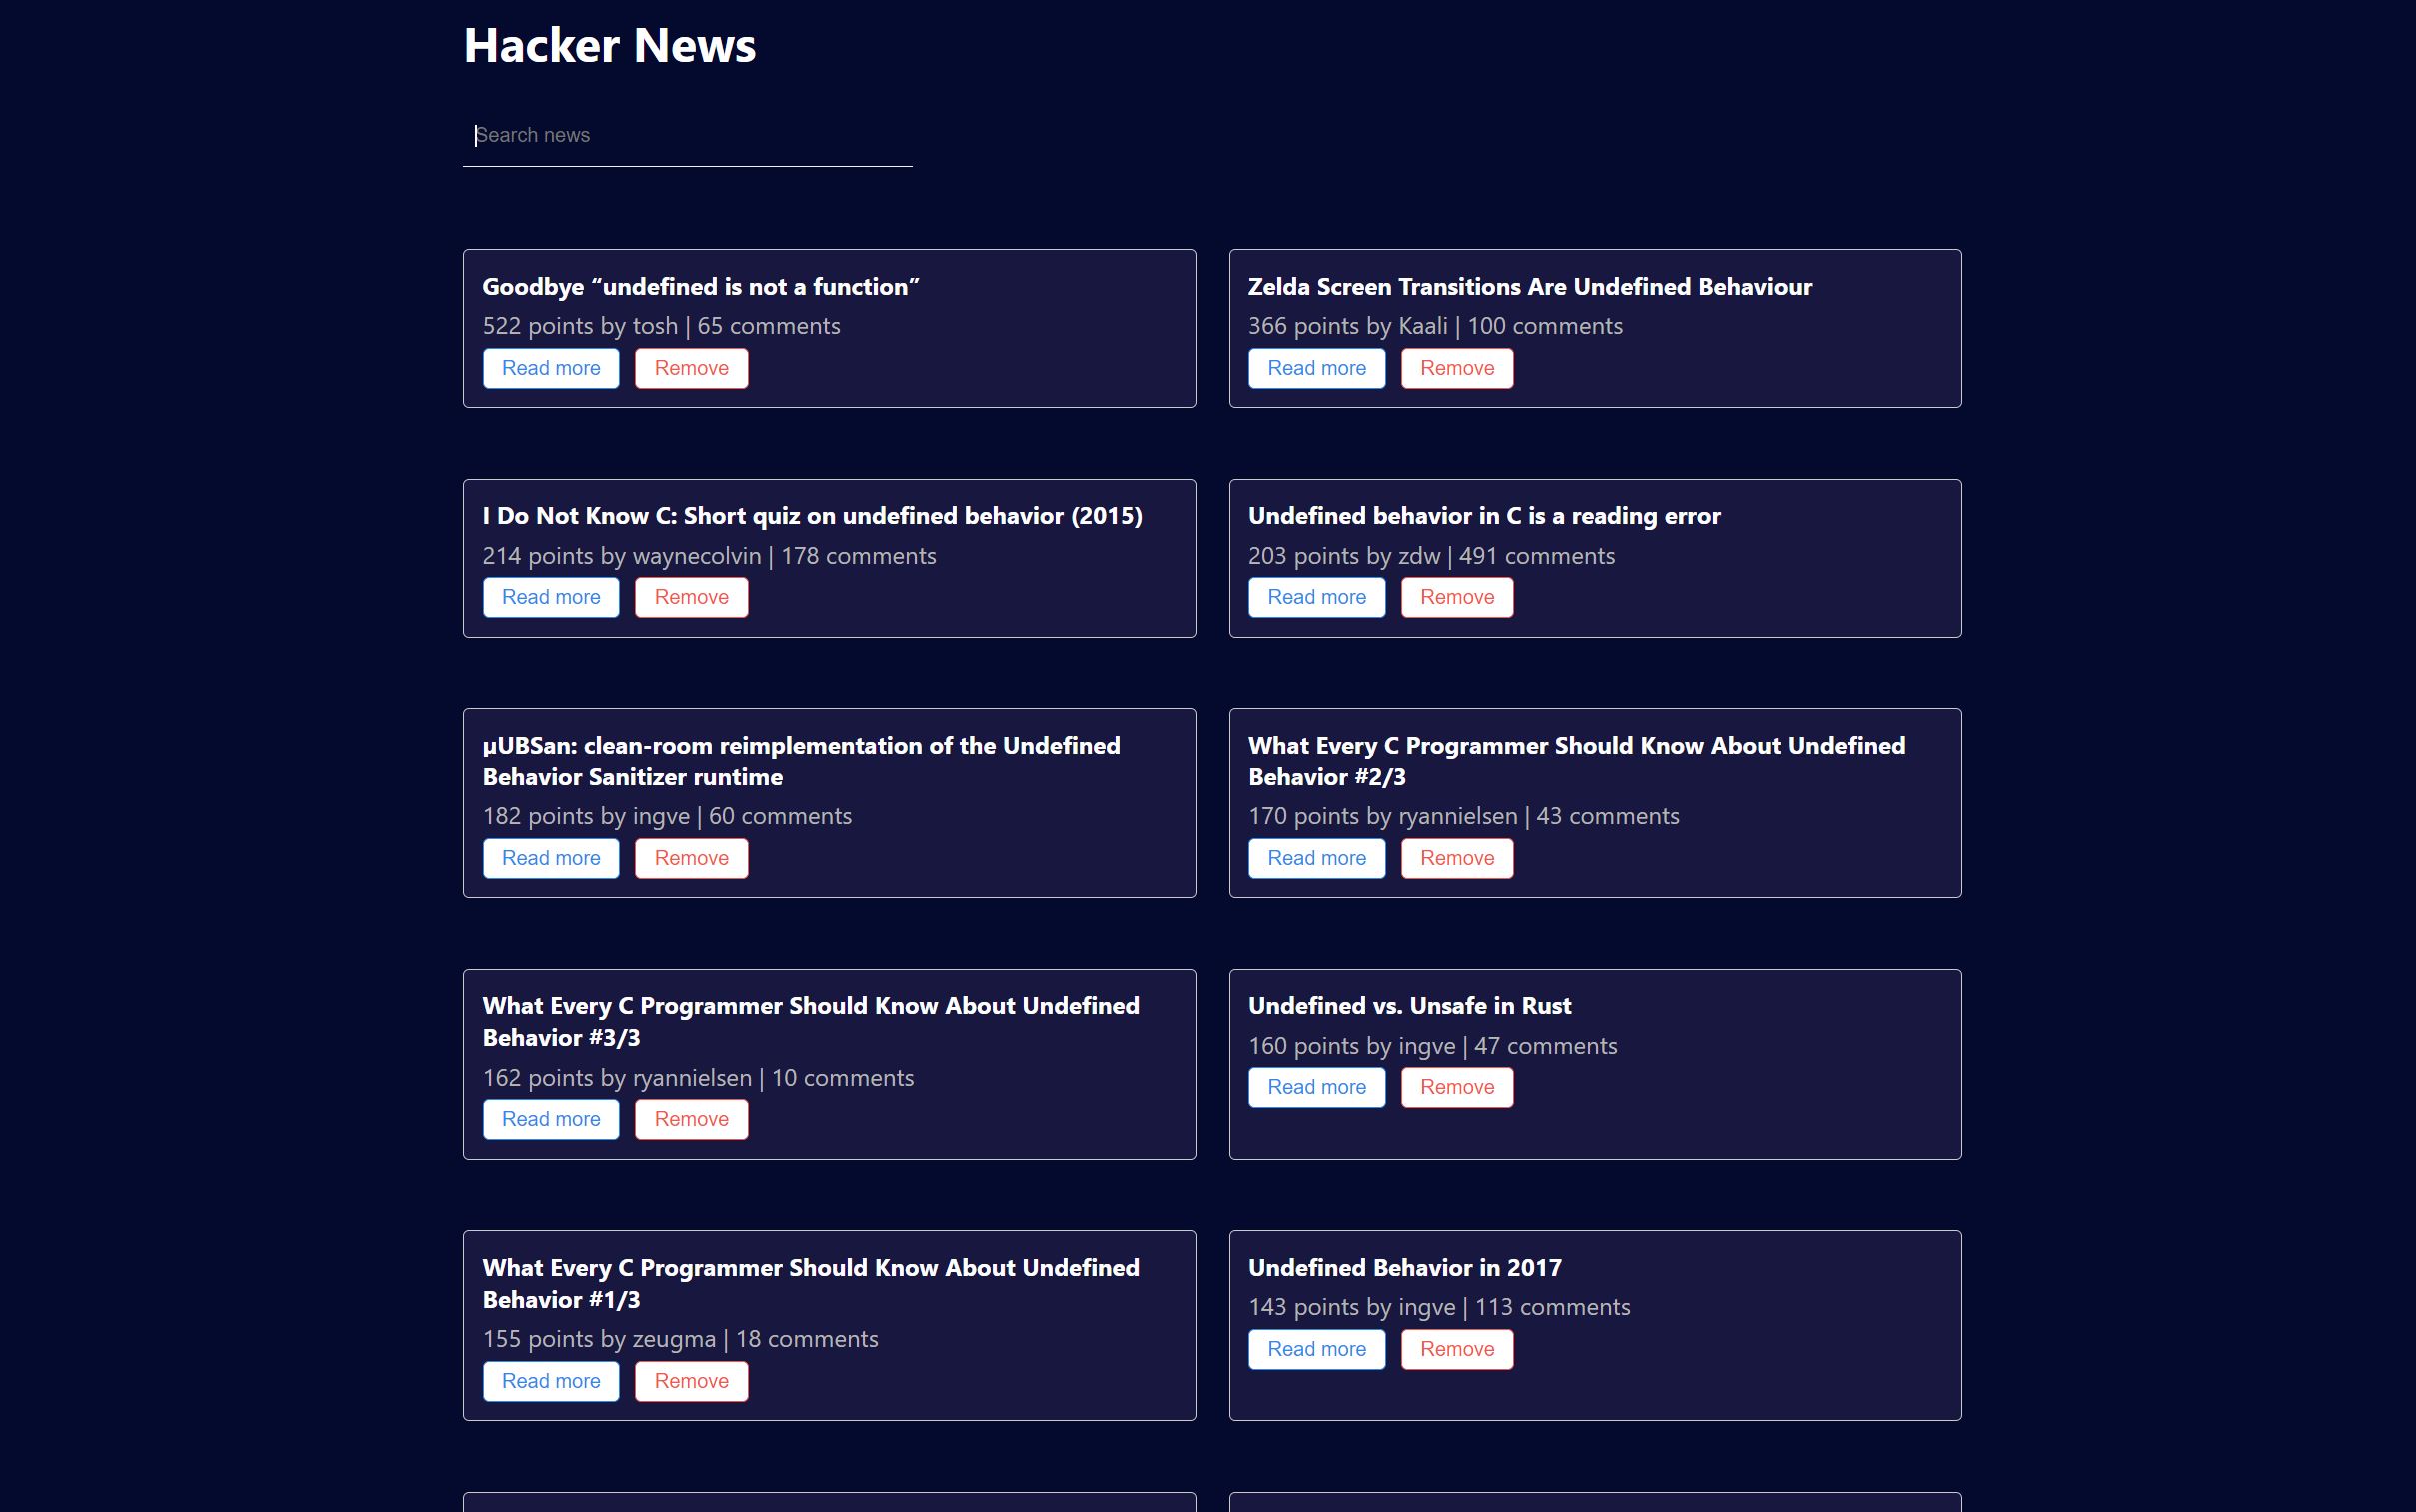 Hacker News
Search news
Goodbye “undefined is not a function”
522 points by tosh | 65 comments
Read more Remove
Zelda Screen Transitions Are Undefined Behaviour
366 points by Kaali | 100 comments
Read more Remove
I Do Not Know C: Short quiz on undefined behavior (2015)
214 points by waynecolvin | 178 comments
Read more Remove
Undefined behavior in C is a reading error
203 points by zdw | 491 comments
Read more Remove
μUBSan: clean-room reimplementation of the Undefined
Behavior Sanitizer runtime
182 points by ingve | 60 comments
Read more Remove
What Every C Programmer Should Know About Undefined
Behavior #2/3
170 points by ryannielsen | 43 comments
Read more Remove
What Every C Programmer Should Know About Undefined
Behavior #3/3
162 points by ryannielsen | 10 comments
Read more Remove
Undefined vs. Unsafe in Rust
160 points by ingve | 47 comments
Read more Remove
What Every C Programmer Should Know About Undefined
Behavior #1/3
155 points by zeugma | 18 comments
Read more Remove
Undefined Behavior in 2017
143 points by ingve | 113 comments
Read more Remove